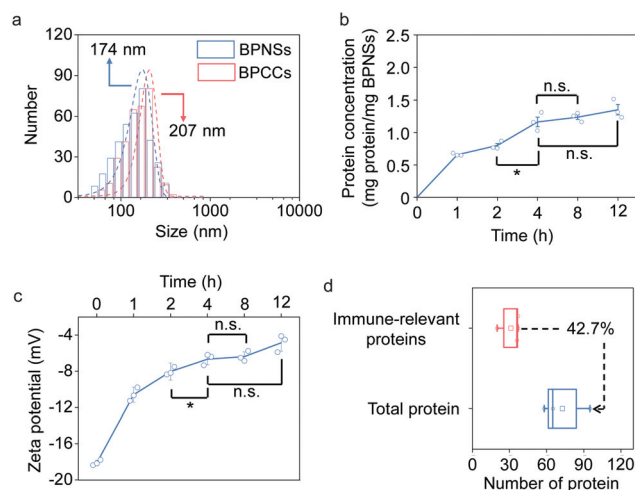 a
174 nm
BPNSs
BPCCs
207 nm
Number
120
90
60
30
0
100
1000
10000
Size (nm)
b
Protein concentration
(mg protein/mg BPNSs)
2.5
2.0
1.5
1.0
0.5
0
n.s.
n.s.
*
0 1 2 4 8 12
Time (h)
c
Time (h)
0 1 2 4 8 12
Zeta potential (mV)
-4
-8
-12
-16
-20
n.s.
n.s.
*
d
Immune-relevant
proteins
42.7%
Total protein
0 30 60 90 120
Number of protein